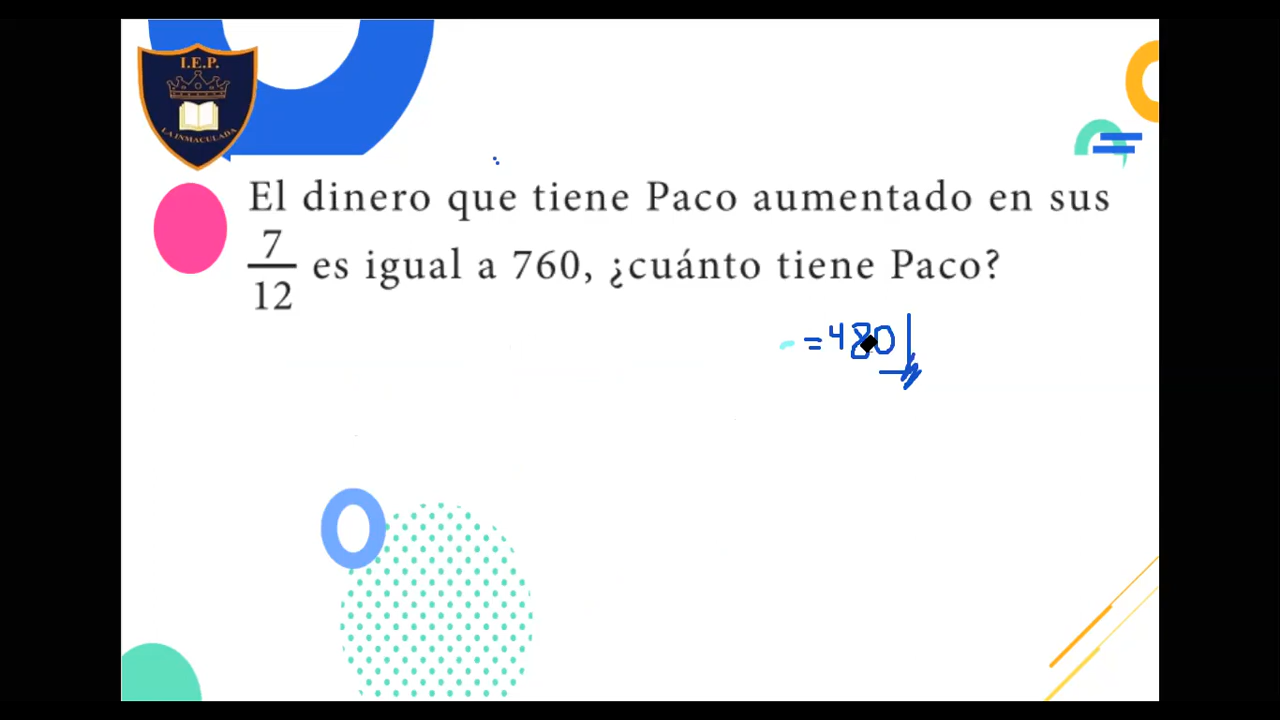 I.E.P.
LA INMACULADA
El dinero que tiene Paco aumentado en sus
7/12 es igual a 760, ¿cuánto tiene Paco?
= 480